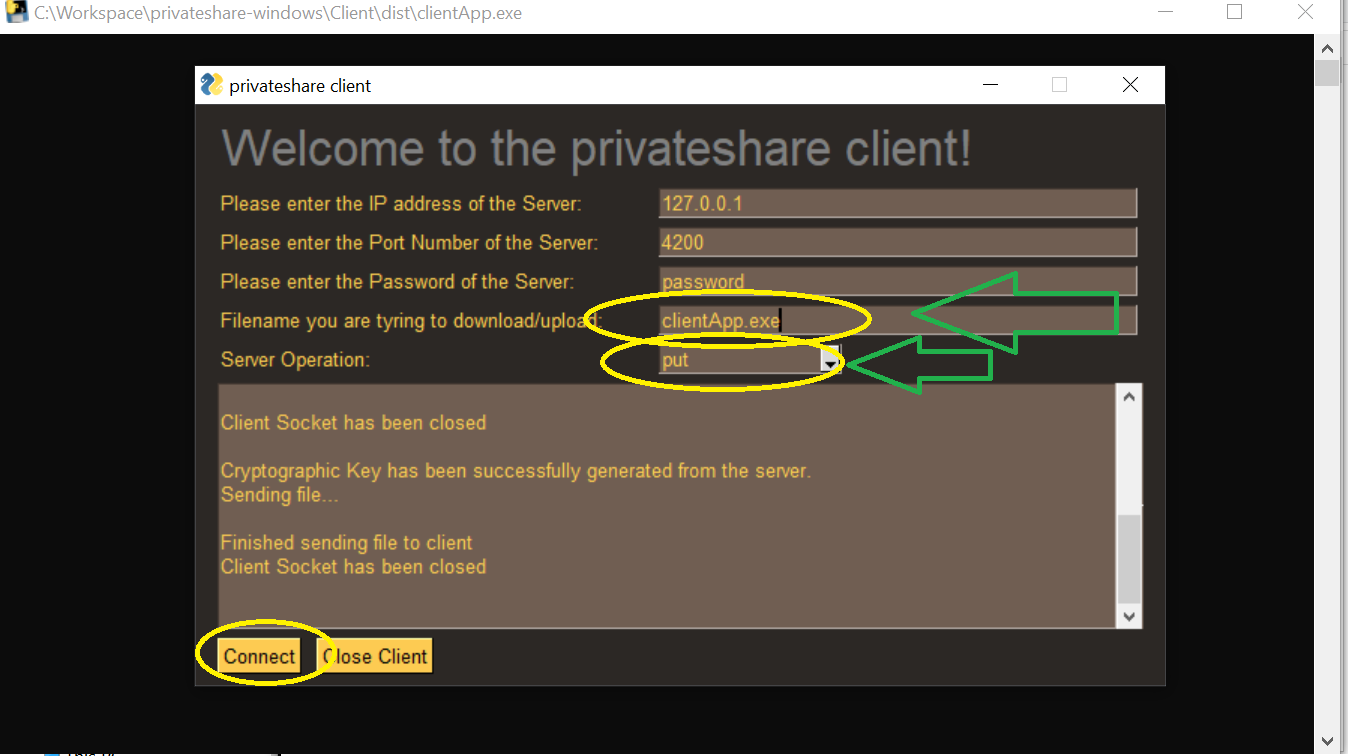 C:\Workspace\privateshare-windows\Client\dist\clientApp.exe
privateshare client
Welcome to the privateshare client!
Please enter the IP address of the Server: 127.0.0.1
Please enter the Port Number of the Server: 4200
Please enter the Password of the Server: password
Filename you are tyring to download/upload: clientApp.exe
Server Operation: put
Client Socket has been closed
Cryptographic Key has been successfully generated from the server.
Sending file...
Finished sending file to client
Client Socket has been closed
Connect Close Client